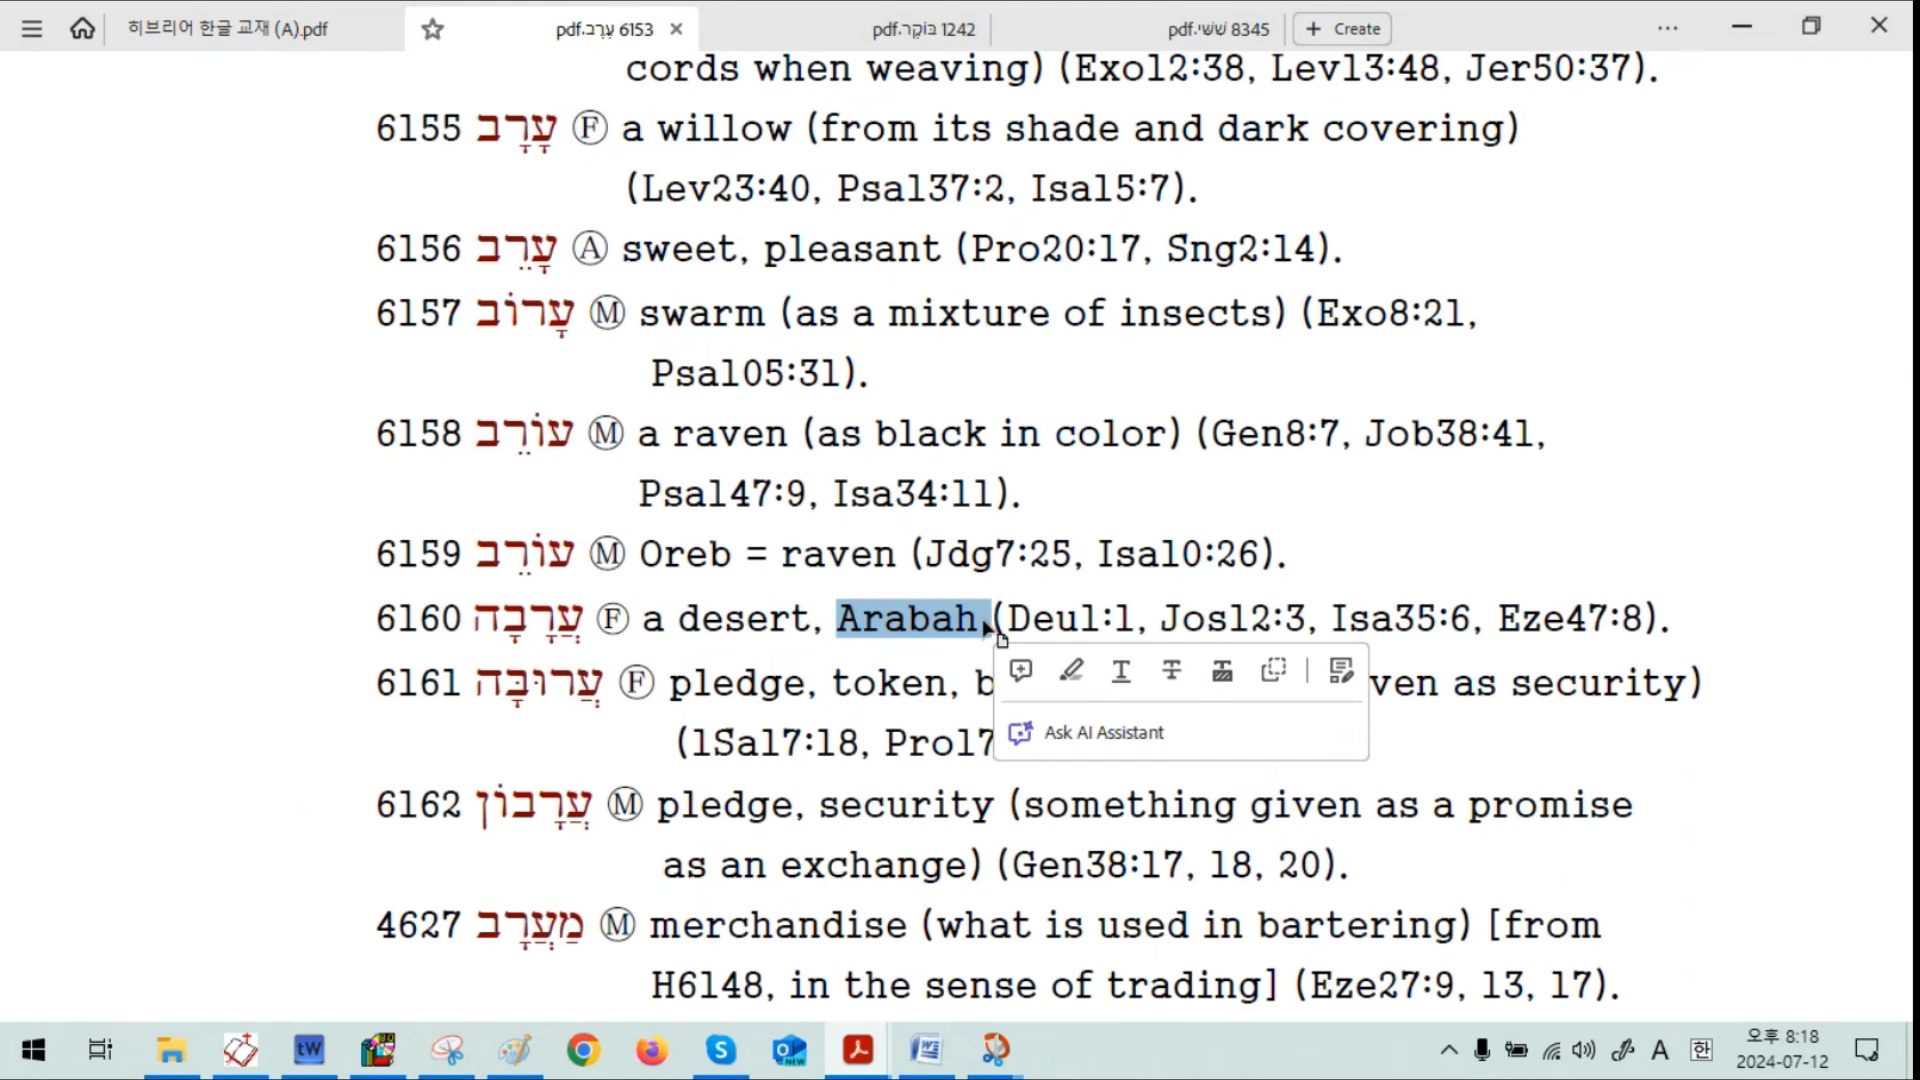 히브리어 한글 교재 (A).pdf
6153 עָרָב.pdf
1242 בּוֹקֶר.pdf
8345 שִׁשִּׁי.pdf
Create
cords when weaving) (Exo12:38, Lev13:48, Jer50:37).
6155 עָרָב Ⓕ a willow (from its shade and dark covering)
(Lev23:40, Psa137:2, Isa15:7).
6156 עָרֵב Ⓐ sweet, pleasant (Pro20:17, Sng2:14).
6157 עָרוֹב Ⓜ swarm (as a mixture of insects) (Exo8:21,
Psa105:31).
6158 עוֹרֵב Ⓜ a raven (as black in color) (Gen8:7, Job38:41,
Psa147:9, Isa34:11).
6159 עוֹרֵב Ⓜ Oreb = raven (Jdg7:25, Isa10:26).
6160 עֲרָבָה Ⓕ a desert, Arabah (Deu1:1, Jos12:3, Isa35:6, Eze47:8).
6161 עֲרוּבָּה Ⓕ pledge, token, b ven as security)
(1Sa17:18, Pro17
Ask AI Assistant
6162 עֲרָבוֹן Ⓜ pledge, security (something given as a promise
as an exchange) (Gen38:17, 18, 20).
4627 מַעֲרָב Ⓜ merchandise (what is used in bartering) [from
H6148, in the sense of trading] (Eze27:9, 13, 17).
A 한 오후 8:18
2024-07-12